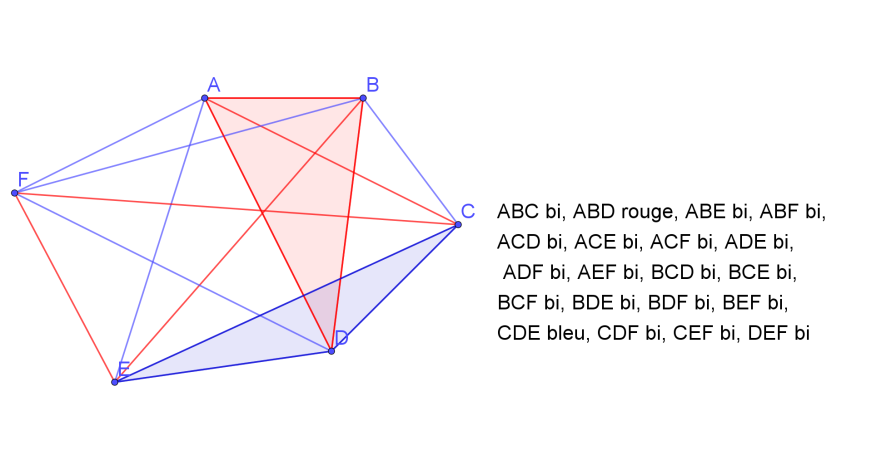 A
B
F
C
ABC bi, ABD rouge, ABE bi, ABF bi,
ACD bi, ACE bi, ACF bi, ADE bi,
ADF bi, AEF bi, BCD bi, BCE bi,
BCF bi, BDE bi, BDF bi, BEF bi,
CDE bleu, CDF bi, CEF bi, DEF bi
D
E